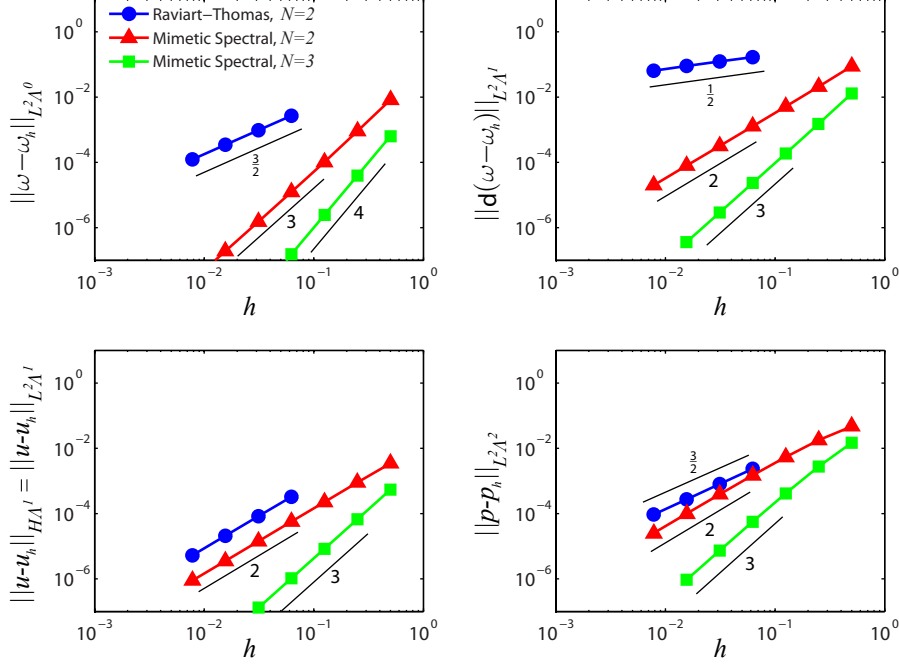 Raviart–Thomas, N=2
Mimetic Spectral, N=2
Mimetic Spectral, N=3
10^0
10^-2
10^-4
10^-6
||ω−ω_h||_{L²Λ⁰}
3/2
3
4
10^-3 10^-2 10^-1 10^0
h
10^0
10^-2
10^-4
10^-6
||d(ω−ω_h)||_{L²Λ¹}
1/2
2
3
10^-3 10^-2 10^-1 10^0
h
10^0
10^-2
10^-4
10^-6
||u-u_h||_{HΛ¹} = ||u-u_h||_{L²Λ¹}
2
3
10^-3 10^-2 10^-1 10^0
h
10^0
10^-2
10^-4
10^-6
||p-p_h||_{L²Λ²}
3/2
2
3
10^-3 10^-2 10^-1 10^0
h